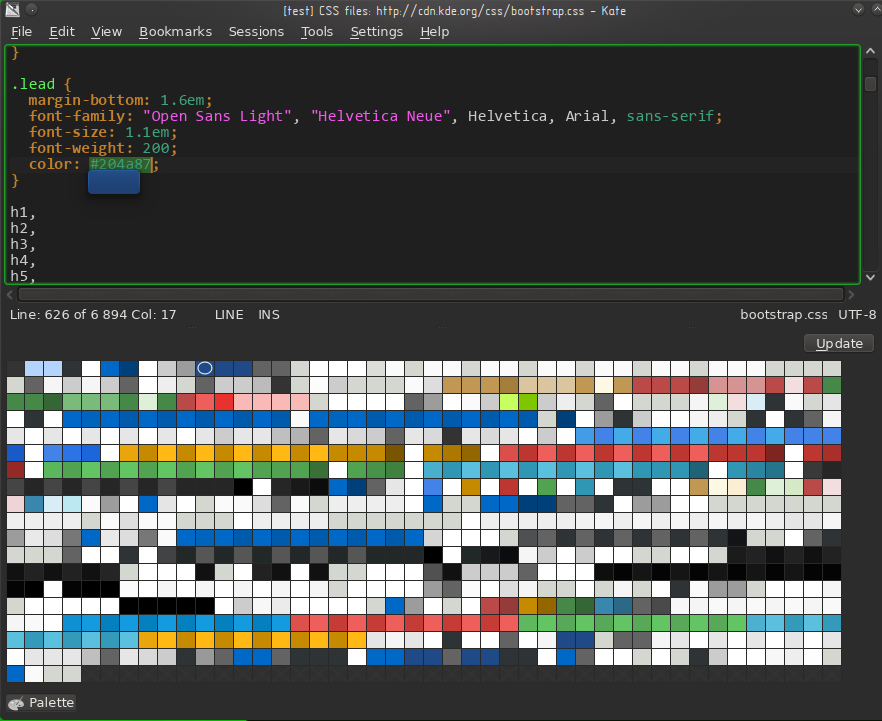 [test] CSS files: http://cdn.kde.org/css/bootstrap.css – Kate
File Edit View Bookmarks Sessions Tools Settings Help
}
.lead {
margin-bottom: 1.6em;
font-family: "Open Sans Light", "Helvetica Neue", Helvetica, Arial, sans-serif;
font-size: 1.1em;
font-weight: 200;
color: #204a87;
}
h1,
h2,
h3,
h4,
h5,
Line: 626 of 6 894 Col: 17 LINE INS bootstrap.css UTF-8
Update
Palette